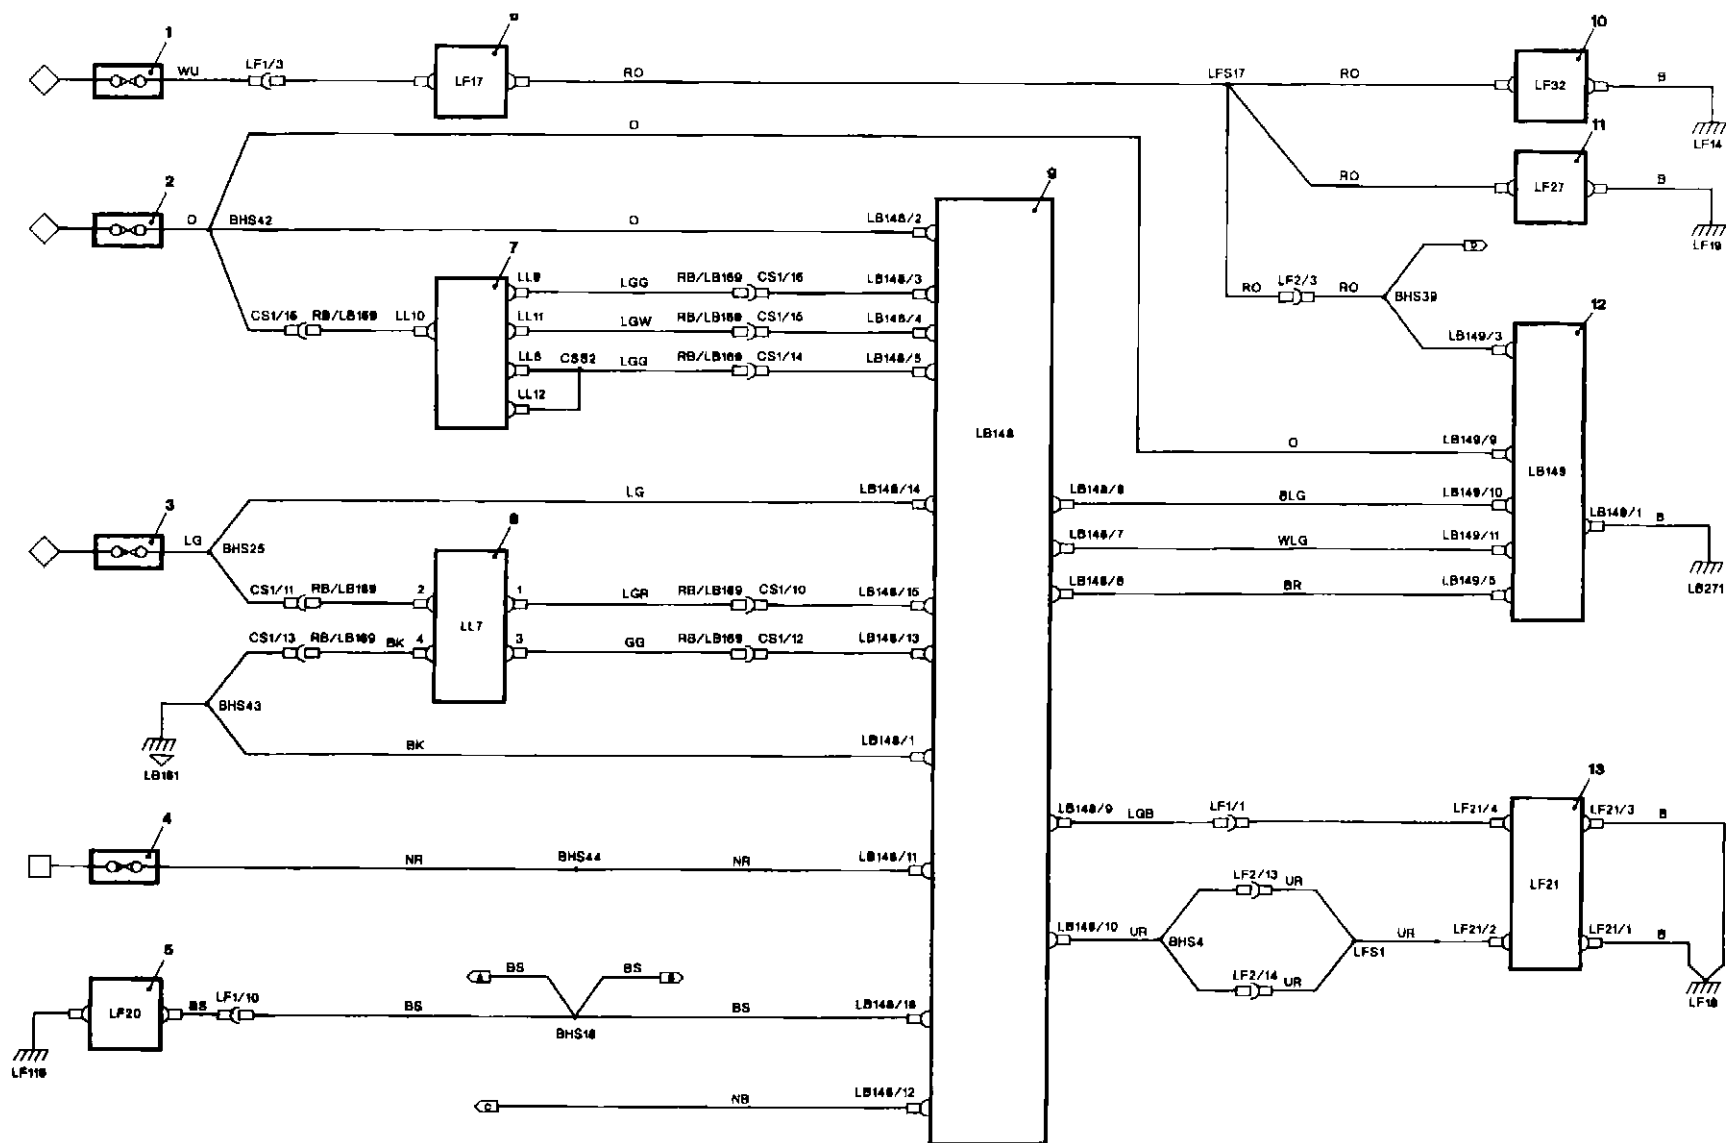 1
WU
LF1/3
LF17
RO
LFS17
RO
10
LF32
B
LF14
O
11
RO
LF27
B
LF19
2
O
BHS42
O
LB148/2
9
7
LL9
LGG
RB/LB169
CS1/16
LB148/3
LL11
LGW
RB/LB169
CS1/15
LB148/4
CS1/16
RB/LB169
LL10
LL8
CSS2
LGG
RB/LB169
CS1/14
LB148/5
LL12
RO
LF2/3
RO
BHS39
D
12
LB149/3
LB148
O
LB149/9
LB149
3
LG
BHS25
LG
LB148/14
LB148/8
BLG
LB149/10
LB148/7
WLG
LB149/11
LB149/1
B
LB271
LB148/6
BR
LB149/5
8
CS1/11
RB/LB169
2
1
LGR
RB/LB169
CS1/10
LB148/15
LL7
CS1/13
RB/LB169
BK
4
3
GG
RB/LB169
CS1/12
LB148/13
BHS43
LB161
BK
LB148/1
4
NR
BHS44
NR
LB148/11
LB148/9
LGB
LF1/1
LF21/4
13
LF21/3
B
LF21
LF2/13
UR
LB148/10
UR
BHS4
LF2/14
UR
LFS1
UR
LF21/2
LF21/1
B
LF18
5
LF20
BS
LF1/10
BS
A
BS
BS
B
BHS18
BS
LB148/16
LF116
C
NB
LB148/12